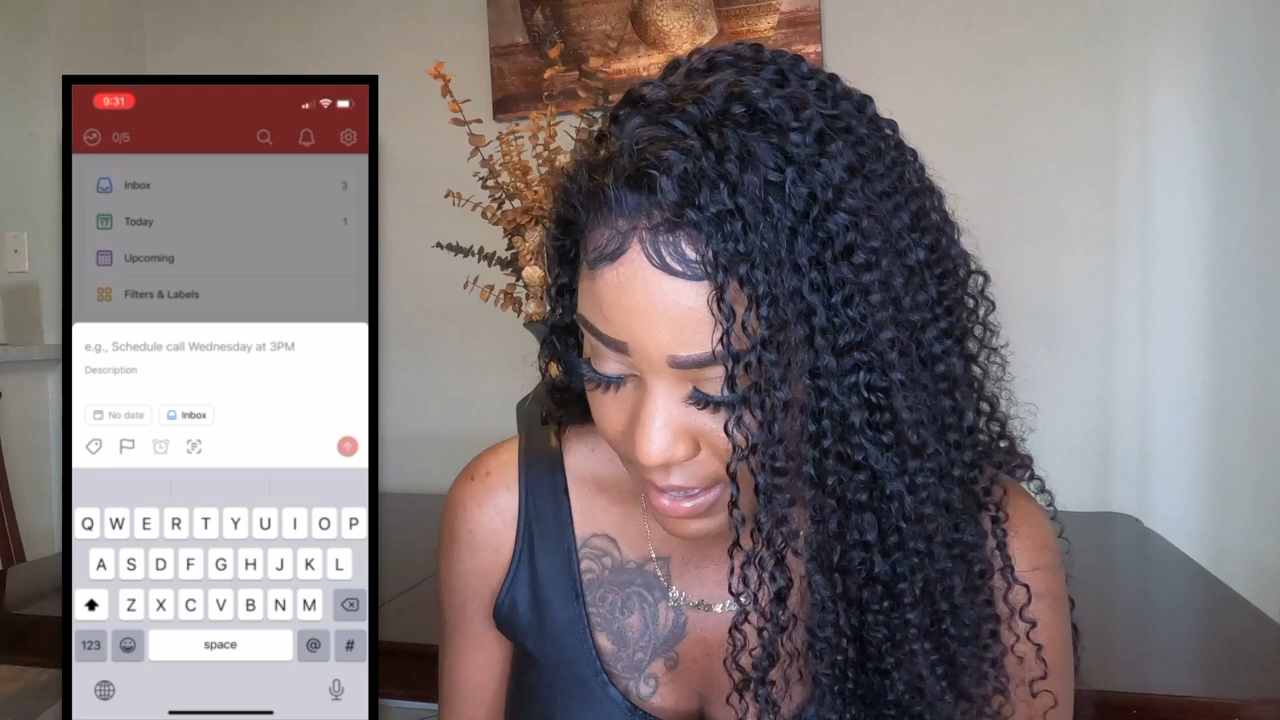 9:31
0/5
Inbox 3
Today 1
Upcoming
Filters & Labels
e.g., Schedule call Wednesday at 3PM
Description
No date Inbox
Q W E R T Y U I O P
A S D F G H J K L
Z X C V B N M
123 space @ #